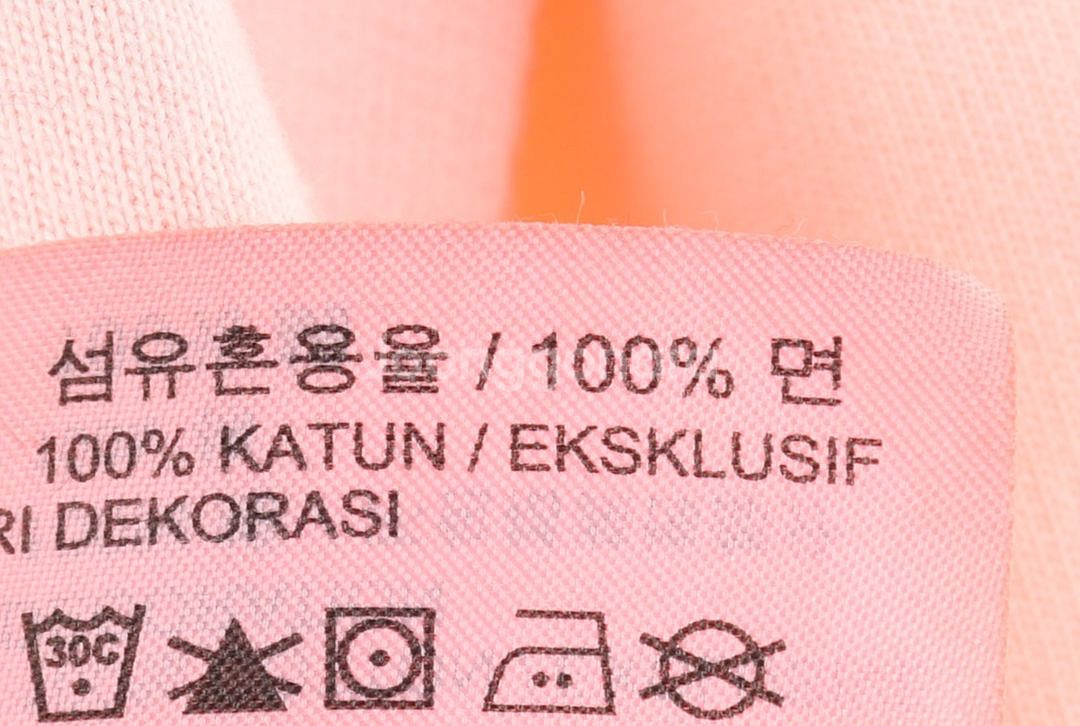 섬유혼용율 / 100% 면
100% KATUN / EKSKLUSIF
RI DEKORASI
30C